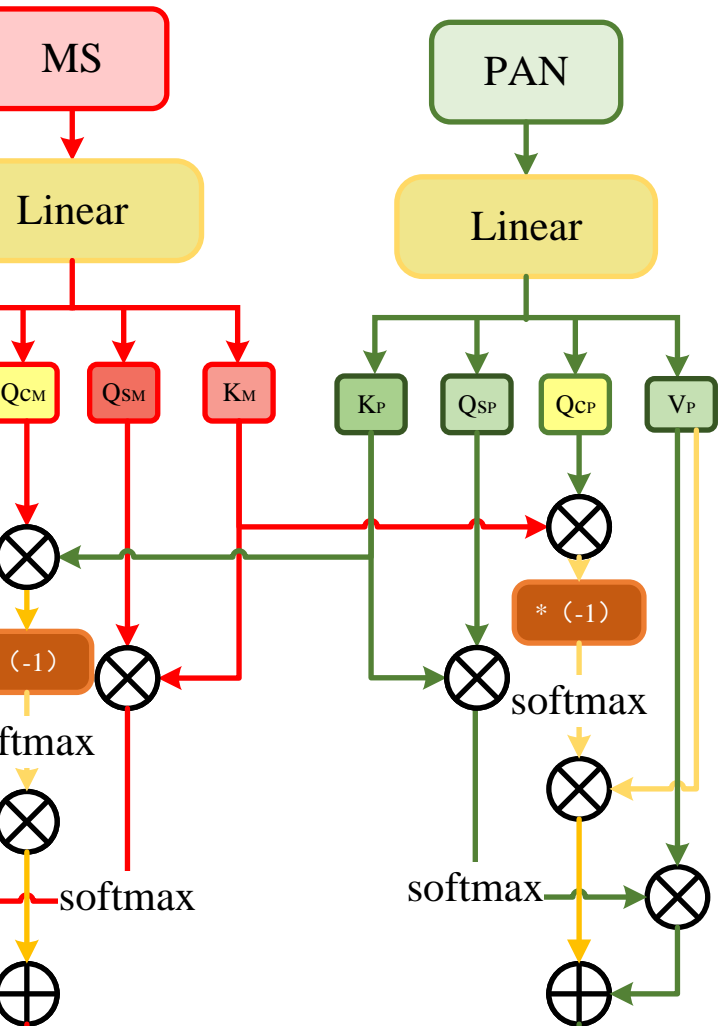 MS
PAN
Linear
Linear
QCM
QSM
KM
KP
QSP
QCP
VP
*（-1）
（-1）
softmax
ftmax
softmax
softmax